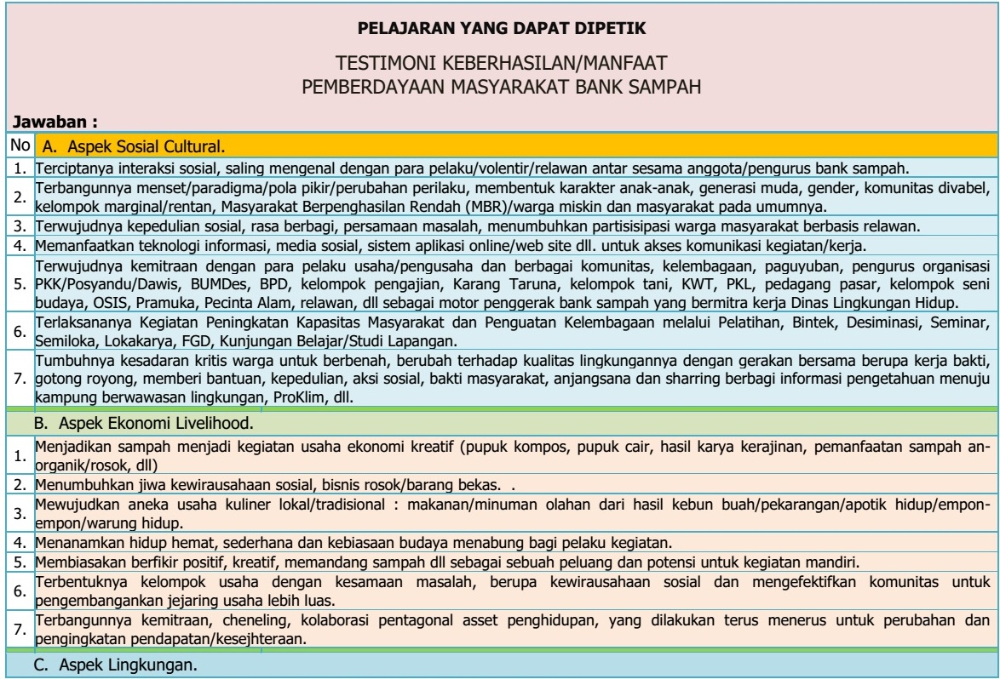 PELAJARAN YANG DAPAT DIPETIK
TESTIMONI KEBERHASILAN/MANFAAT
PEMBERDAYAAN MASYARAKAT BANK SAMPAH
Jawaban :
No A. Aspek Sosial Cultural.
1. Terciptanya interaksi sosial, saling mengenal dengan para pelaku/volentir/relawan antar sesama anggota/pengurus bank sampah.
2. Terbangunnya menset/paradigma/pola pikir/perubahan perilaku, membentuk karakter anak-anak, generasi muda, gender, komunitas divabel,
kelompok marginal/rentan, Masyarakat Berpenghasilan Rendah (MBR)/warga miskin dan masyarakat pada umumnya.
3. Terwujudnya kepedulian sosial, rasa berbagi, persamaan masalah, menumbuhkan partisisipasi warga masyarakat berbasis relawan.
4. Memanfaatkan teknologi informasi, media sosial, sistem aplikasi online/web site dll. untuk akses komunikasi kegiatan/kerja.
Terwujudnya kemitraan dengan para pelaku usaha/pengusaha dan berbagai komunitas, kelembagaan, paguyuban, pengurus organisasi
5. PKK/Posyandu/Dawis, BUMDes, BPD, kelompok pengajian, Karang Taruna, kelompok tani, KWT, PKL, pedagang pasar, kelompok seni
budaya, OSIS, Pramuka, Pecinta Alam, relawan, dll sebagai motor penggerak bank sampah yang bermitra kerja Dinas Lingkungan Hidup.
6. Terlaksananya Kegiatan Peningkatan Kapasitas Masyarakat dan Penguatan Kelembagaan melalui Pelatihan, Bintek, Desiminasi, Seminar,
Semiloka, Lokakarya, FGD, Kunjungan Belajar/Studi Lapangan.
Tumbuhnya kesadaran kritis warga untuk berbenah, berubah terhadap kualitas lingkungannya dengan gerakan bersama berupa kerja bakti,
7. gotong royong, memberi bantuan, kepedulian, aksi sosial, bakti masyarakat, anjangsana dan sharring berbagi informasi pengetahuan menuju
kampung berwawasan lingkungan, ProKlim, dll.
B. Aspek Ekonomi Livelihood.
1. Menjadikan sampah menjadi kegiatan usaha ekonomi kreatif (pupuk kompos, pupuk cair, hasil karya kerajinan, pemanfaatan sampah an-
organik/rosok, dll)
2. Menumbuhkan jiwa kewirausahaan sosial, bisnis rosok/barang bekas. .
3. Mewujudkan aneka usaha kuliner lokal/tradisional : makanan/minuman olahan dari hasil kebun buah/pekarangan/apotik hidup/empon-
empon/warung hidup.
4. Menanamkan hidup hemat, sederhana dan kebiasaan budaya menabung bagi pelaku kegiatan.
5. Membiasakan berfikir positif, kreatif, memandang sampah dll sebagai sebuah peluang dan potensi untuk kegiatan mandiri.
6. Terbentuknya kelompok usaha dengan kesamaan masalah, berupa kewirausahaan sosial dan mengefektifkan komunitas untuk
pengembangankan jejaring usaha lebih luas.
7. Terbangunnya kemitraan, cheneling, kolaborasi pentagonal asset penghidupan, yang dilakukan terus menerus untuk perubahan dan
pengingkatan pendapatan/kesejhteraan.
C. Aspek Lingkungan.